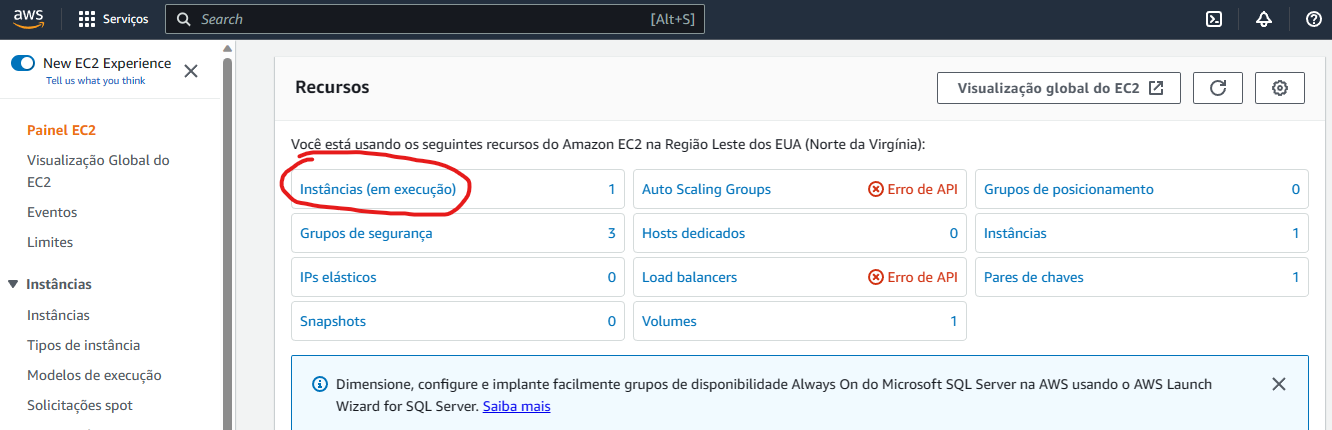 aws Serviços Search [Alt+S]
New EC2 Experience
Tell us what you think
Painel EC2
Visualização Global do
EC2
Eventos
Limites
Instâncias
Instâncias
Tipos de instância
Modelos de execução
Solicitações spot
Recursos Visualização global do EC2
Você está usando os seguintes recursos do Amazon EC2 na Região Leste dos EUA (Norte da Virgínia):
Instâncias (em execução) 1 Auto Scaling Groups Erro de API Grupos de posicionamento 0
Grupos de segurança 3 Hosts dedicados 0 Instâncias 1
IPs elásticos 0 Load balancers Erro de API Pares de chaves 1
Snapshots 0 Volumes 1
Dimensione, configure e implante facilmente grupos de disponibilidade Always On do Microsoft SQL Server na AWS usando o AWS Launch
Wizard for SQL Server. Saiba mais